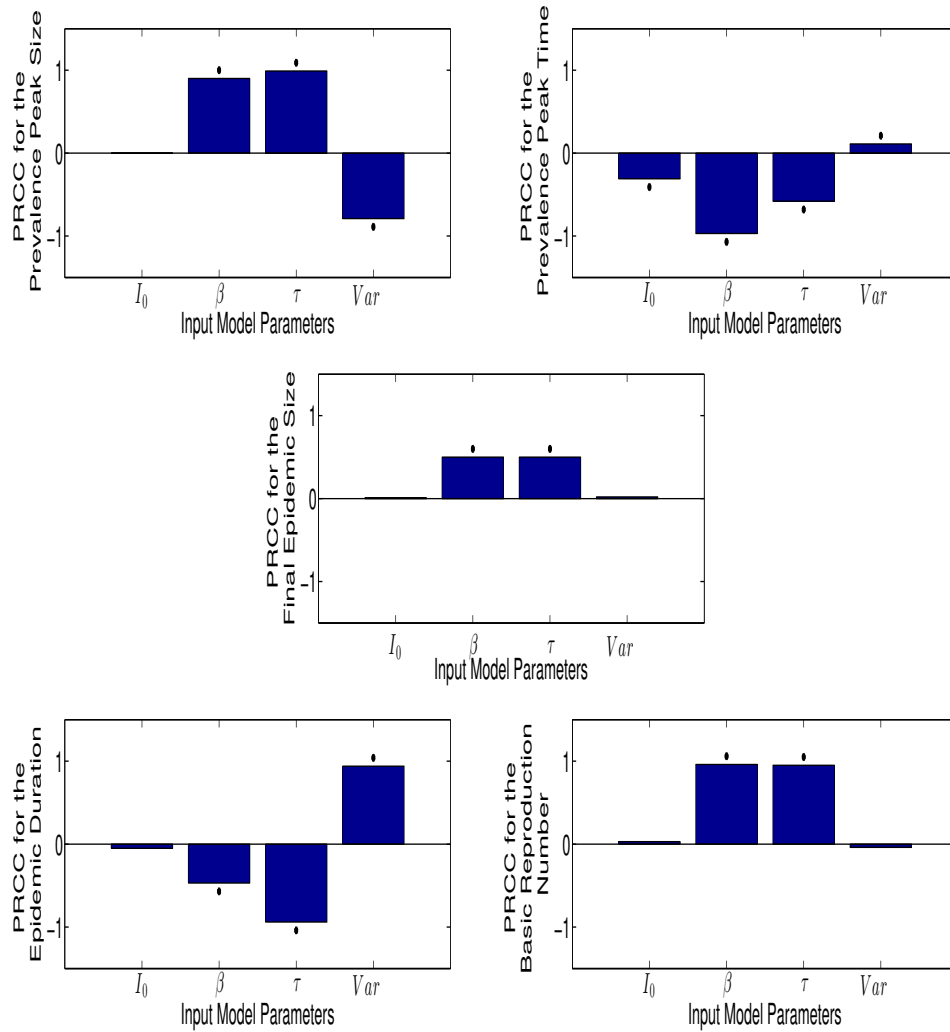 PRCC for the
Prevalence Peak Size
1
0
−1
I₀ β τ Var
Input Model Parameters
PRCC for the
Prevalence Peak Time
1
0
−1
I₀ β τ Var
Input Model Parameters
PRCC for the
Final Epidemic Size
1
0
−1
I₀ β τ Var
Input Model Parameters
PRCC for the
Epidemic Duration
1
0
−1
I₀ β τ Var
Input Model Parameters
PRCC for the
Basic Reproduction
Number
1
0
−1
I₀ β τ Var
Input Model Parameters